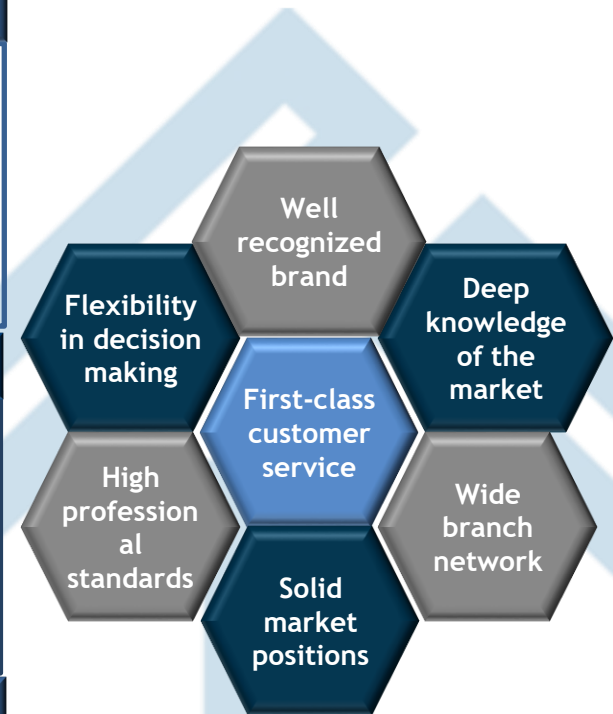 Well
recognized
brand
Flexibility
in decision
making
Deep
knowledge
of the
market
First-class
customer
service
High
profession
al
standards
Wide
branch
network
Solid
market
positions